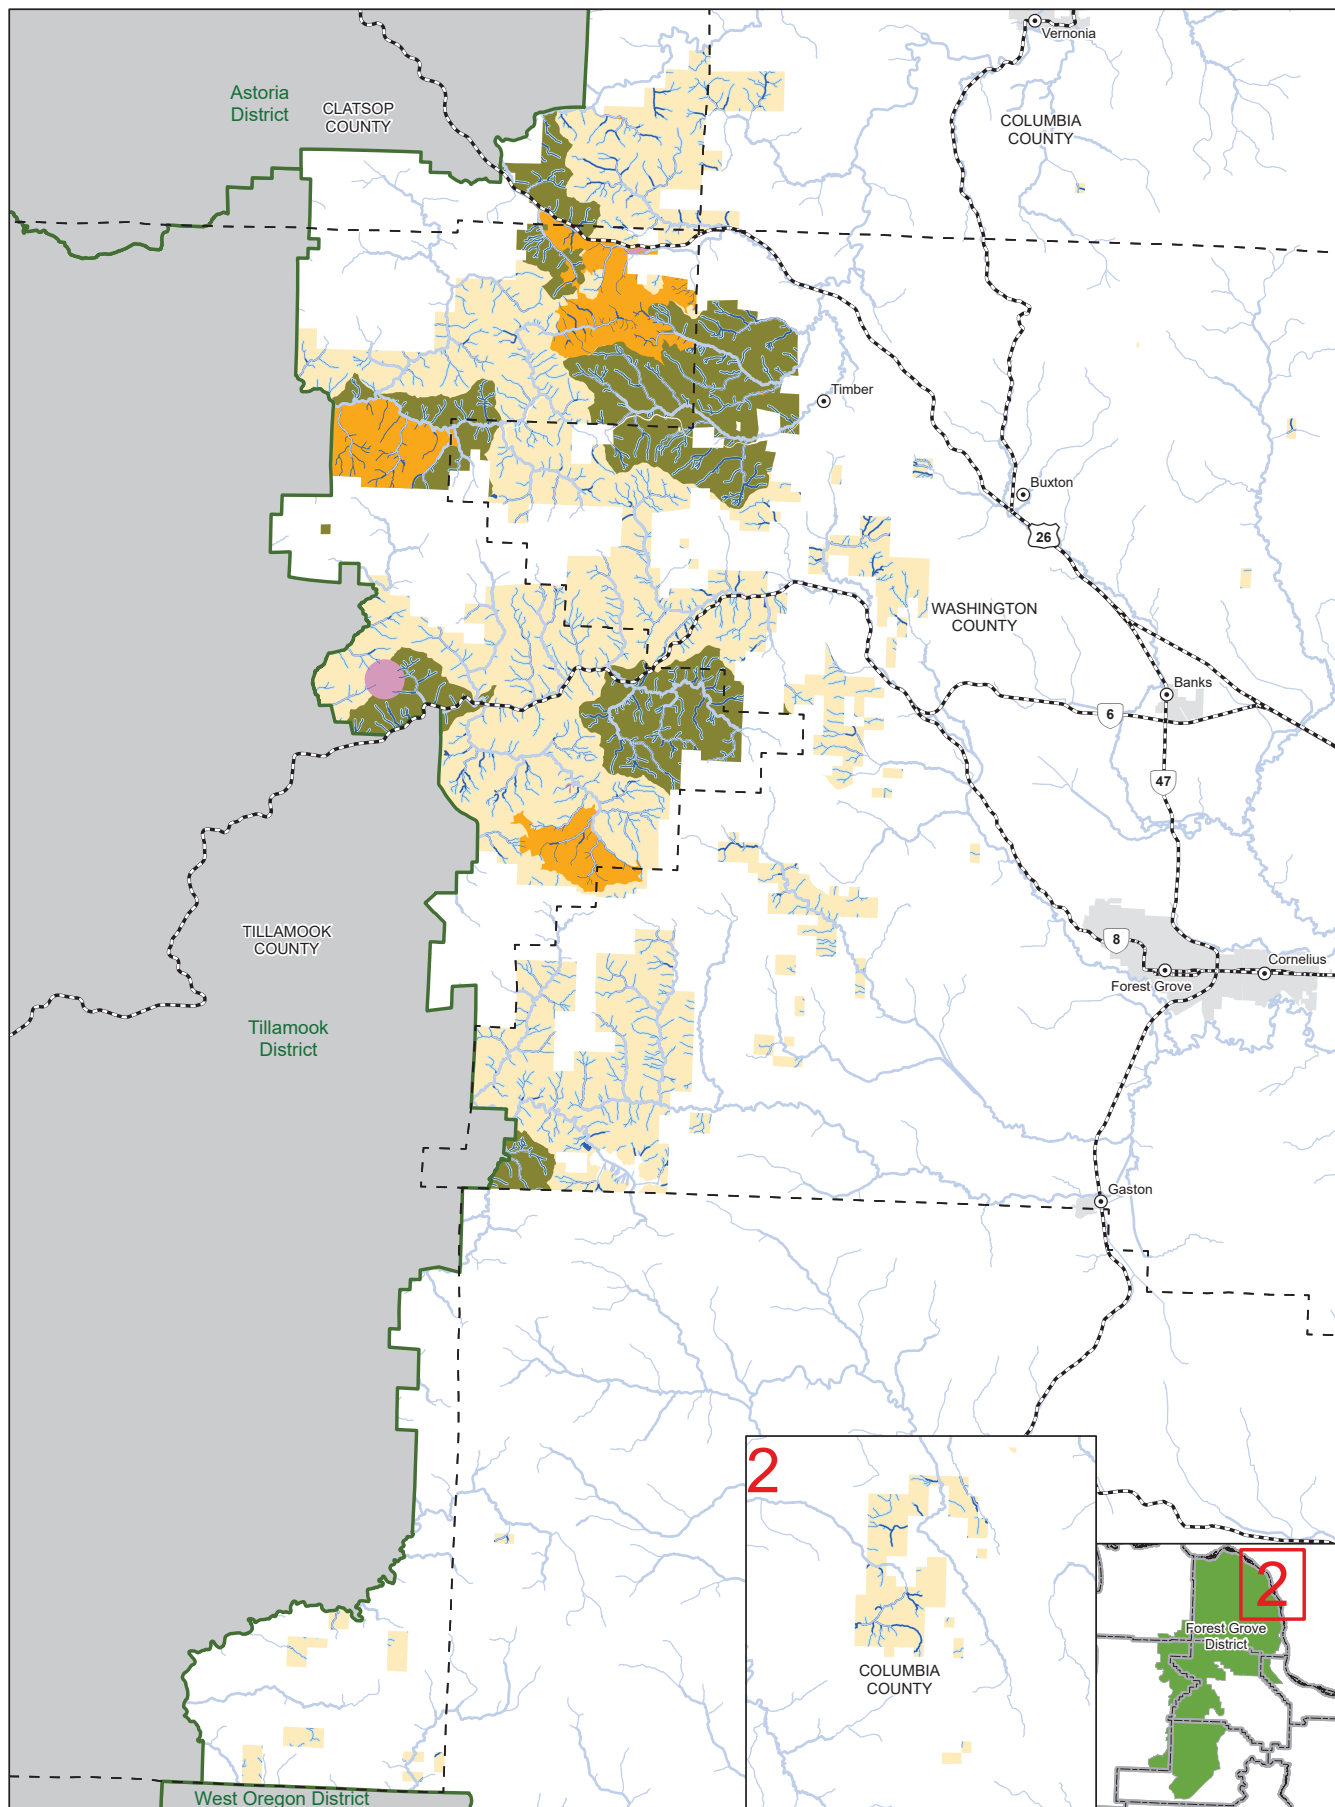 Vernonia
Astoria
District
CLATSOP
COUNTY
COLUMBIA
COUNTY
Timber
Buxton
26
WASHINGTON
COUNTY
Banks
6
47
TILLAMOOK
COUNTY
8
Cornelius
Forest Grove
Tillamook
District
Gaston
2
2
Forest Grove
District
COLUMBIA
COUNTY
West Oregon District